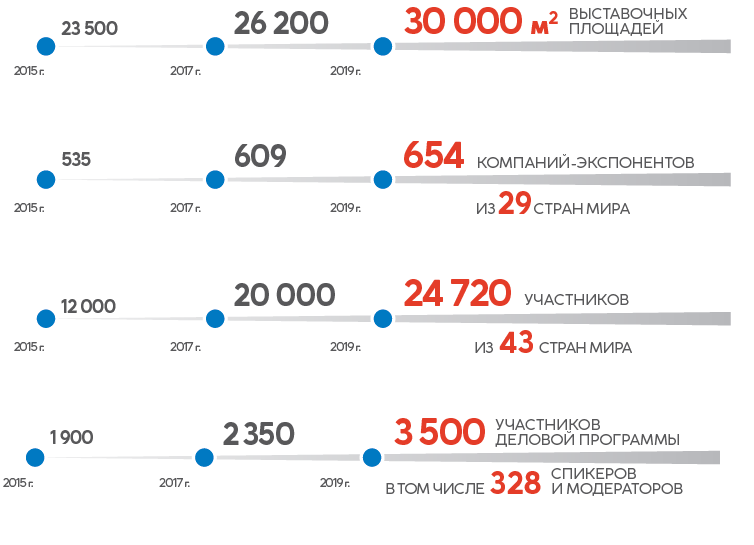 23 500
26 200
30 000 м²
ВЫСТАВОЧНЫХ
ПЛОЩАДЕЙ
2015 г.
2017 г.
2019 г.
535
609
654
КОМПАНИЙ-ЭКСПОНЕНТОВ
2015 г.
2017 г.
2019 г.
ИЗ 29 СТРАН МИРА
12 000
20 000
24 720
УЧАСТНИКОВ
2015 г.
2017 г.
2019 г.
ИЗ 43 СТРАН МИРА
1 900
2 350
3 500
УЧАСТНИКОВ
ДЕЛОВОЙ ПРОГРАММЫ
2015 г.
2017 г.
2019 г.
В ТОМ ЧИСЛЕ 328
СПИКЕРОВ
И МОДЕРАТОРОВ